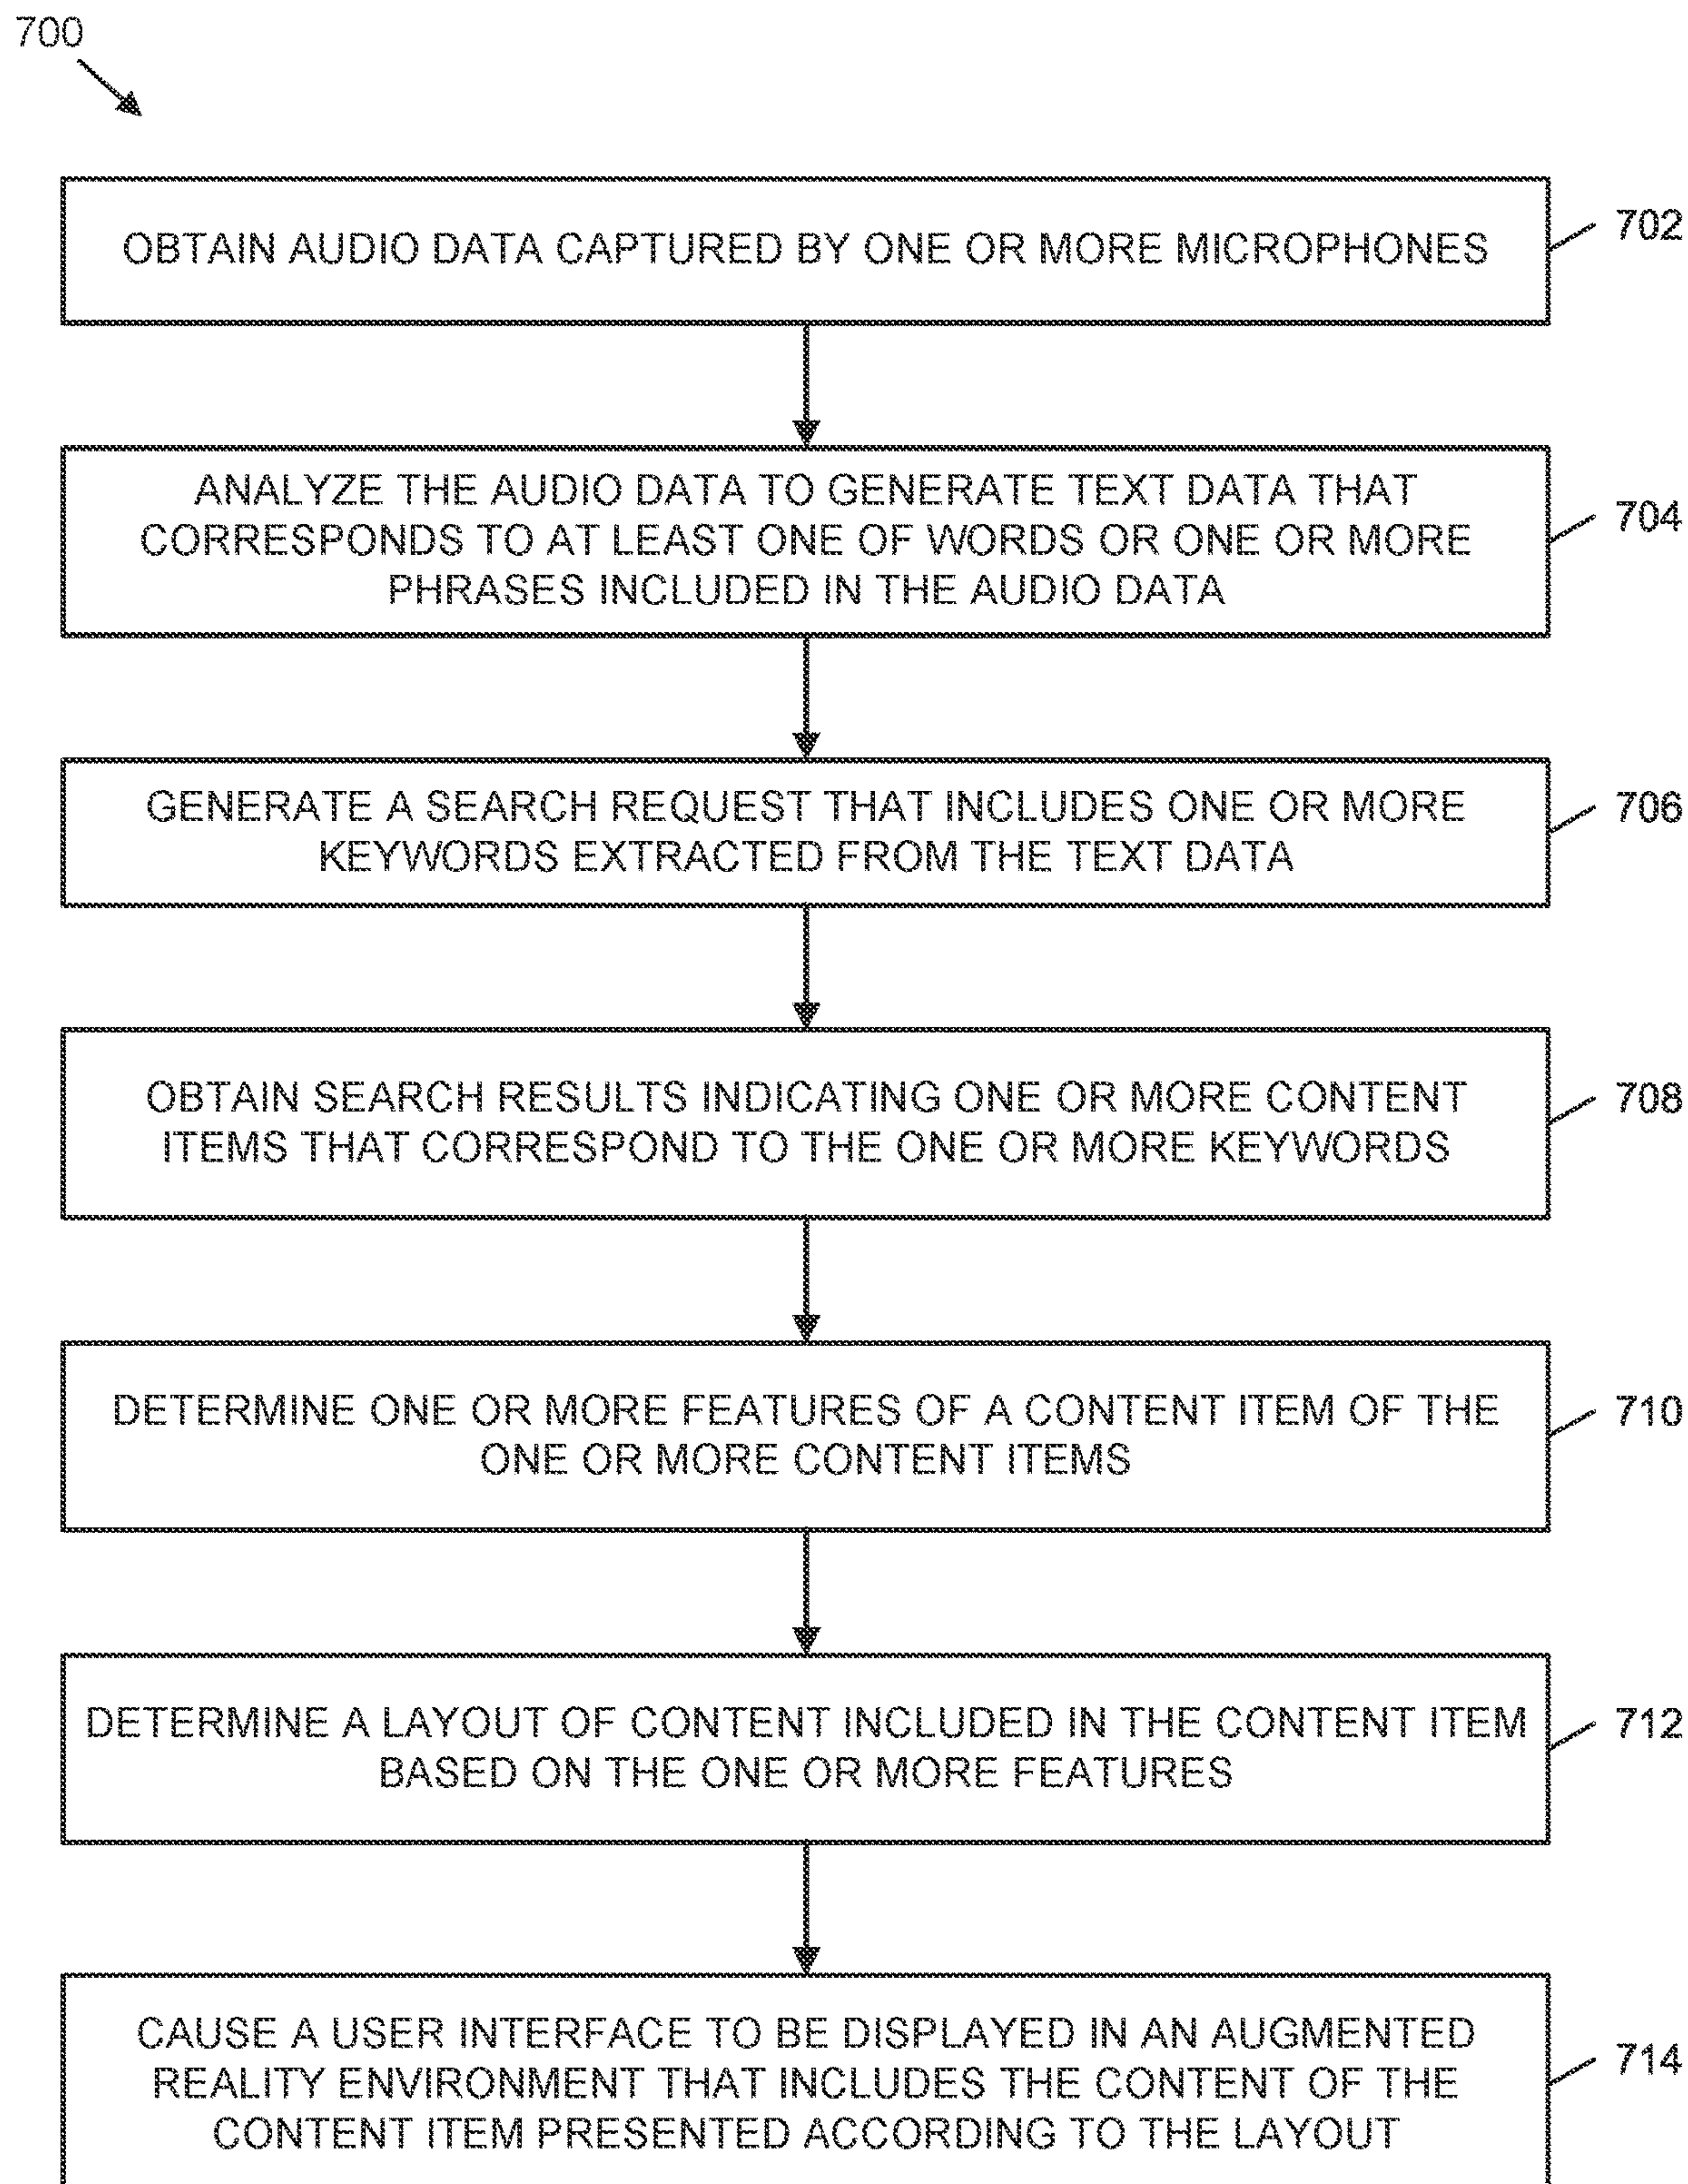 700
OBTAIN AUDIO DATA CAPTURED BY ONE OR MORE MICROPHONES
702
ANALYZE THE AUDIO DATA TO GENERATE TEXT DATA THAT
CORRESPONDS TO AT LEAST ONE OF WORDS OR ONE OR MORE
PHRASES INCLUDED IN THE AUDIO DATA
704
GENERATE A SEARCH REQUEST THAT INCLUDES ONE OR MORE
KEYWORDS EXTRACTED FROM THE TEXT DATA
706
OBTAIN SEARCH RESULTS INDICATING ONE OR MORE CONTENT
ITEMS THAT CORRESPOND TO THE ONE OR MORE KEYWORDS
708
DETERMINE ONE OR MORE FEATURES OF A CONTENT ITEM OF THE
ONE OR MORE CONTENT ITEMS
710
DETERMINE A LAYOUT OF CONTENT INCLUDED IN THE CONTENT ITEM
BASED ON THE ONE OR MORE FEATURES
712
CAUSE A USER INTERFACE TO BE DISPLAYED IN AN AUGMENTED
REALITY ENVIRONMENT THAT INCLUDES THE CONTENT OF THE
CONTENT ITEM PRESENTED ACCORDING TO THE LAYOUT
714